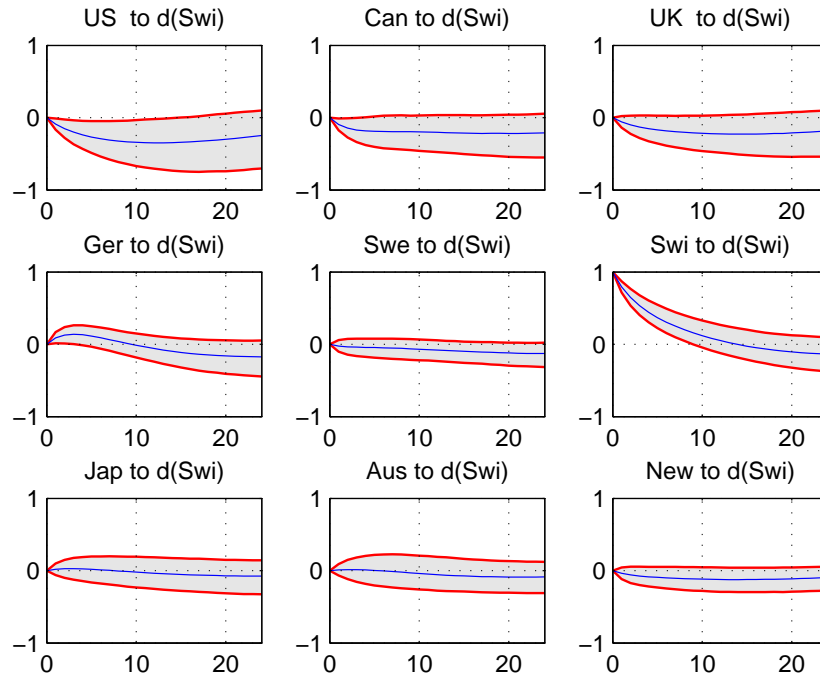 US to d(Swi)
Can to d(Swi)
UK to d(Swi)
1
0
−1
0 10 20
1
0
−1
0 10 20
1
0
−1
0 10 20
Ger to d(Swi)
Swe to d(Swi)
Swi to d(Swi)
1
0
−1
0 10 20
1
0
−1
0 10 20
1
0
−1
0 10 20
Jap to d(Swi)
Aus to d(Swi)
New to d(Swi)
1
0
−1
0 10 20
1
0
−1
0 10 20
1
0
−1
0 10 20